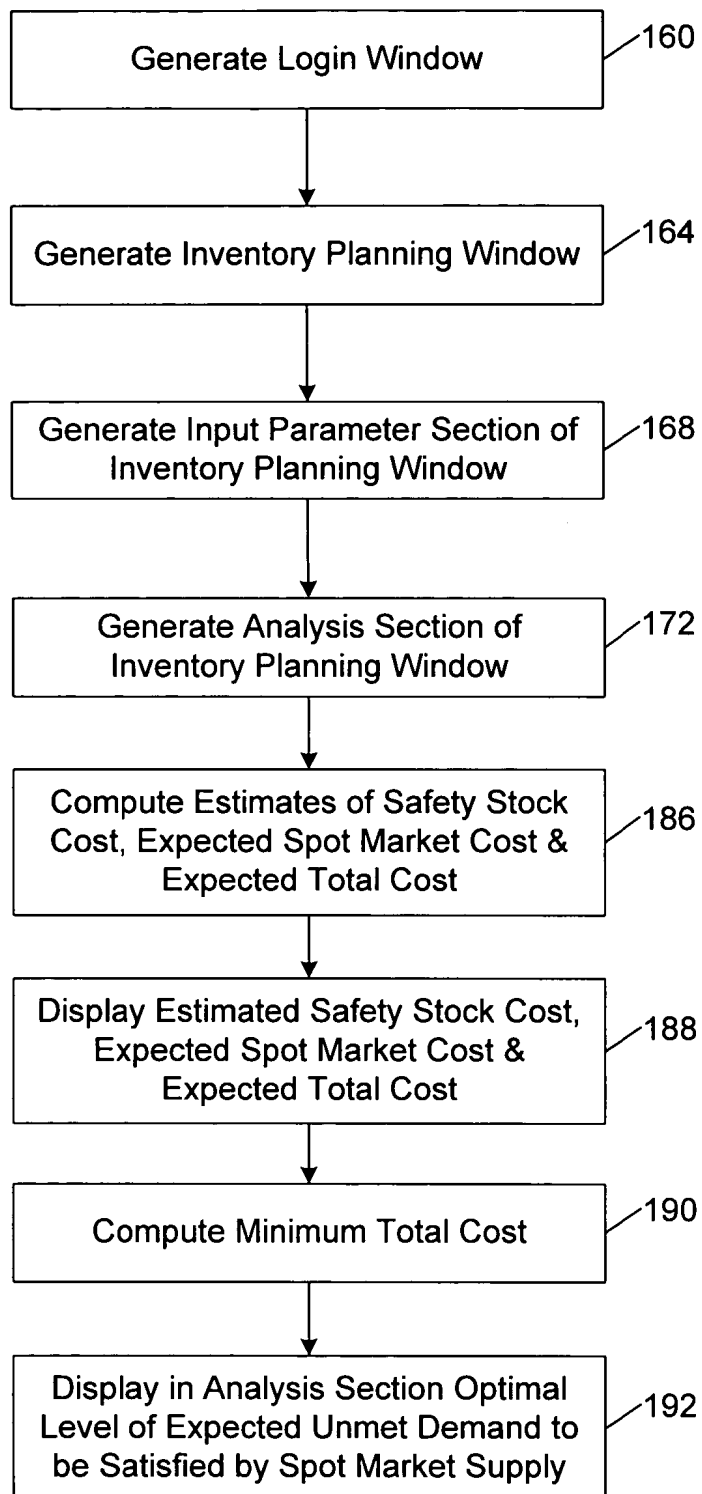 Generate Login Window
160
Generate Inventory Planning Window
164
Generate Input Parameter Section of
Inventory Planning Window
168
Generate Analysis Section of
Inventory Planning Window
172
Compute Estimates of Safety Stock
Cost, Expected Spot Market Cost &
Expected Total Cost
186
Display Estimated Safety Stock Cost,
Expected Spot Market Cost &
Expected Total Cost
188
Compute Minimum Total Cost
190
Display in Analysis Section Optimal
Level of Expected Unmet Demand to
be Satisfied by Spot Market Supply
192